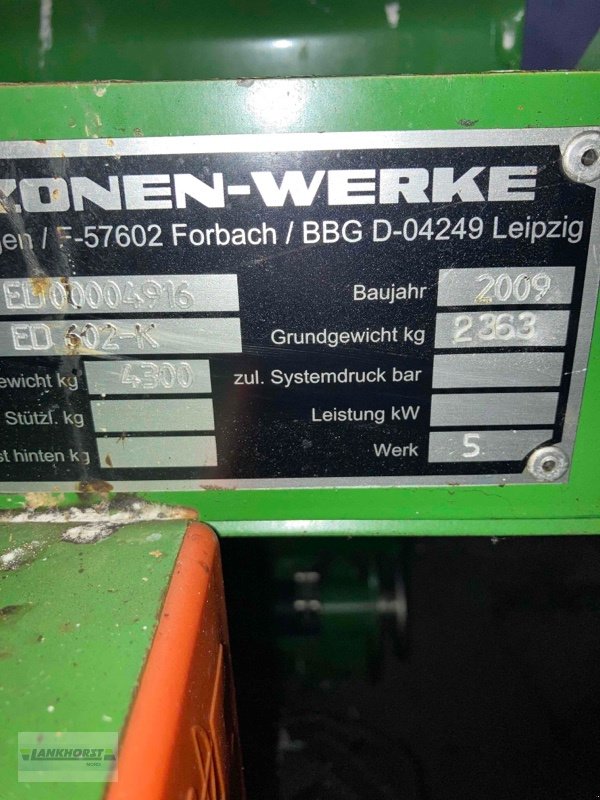 ZONEN-WERKE
gen / F-57602 Forbach / BBG D-04249 Leipzig
ED00004916 Baujahr 2009
ED 602-K Grundgewicht kg 2363
ewicht kg 4300 zul. Systemdruck bar
Stützl. kg Leistung kW
st hinten kg Werk 5
LANKHORST